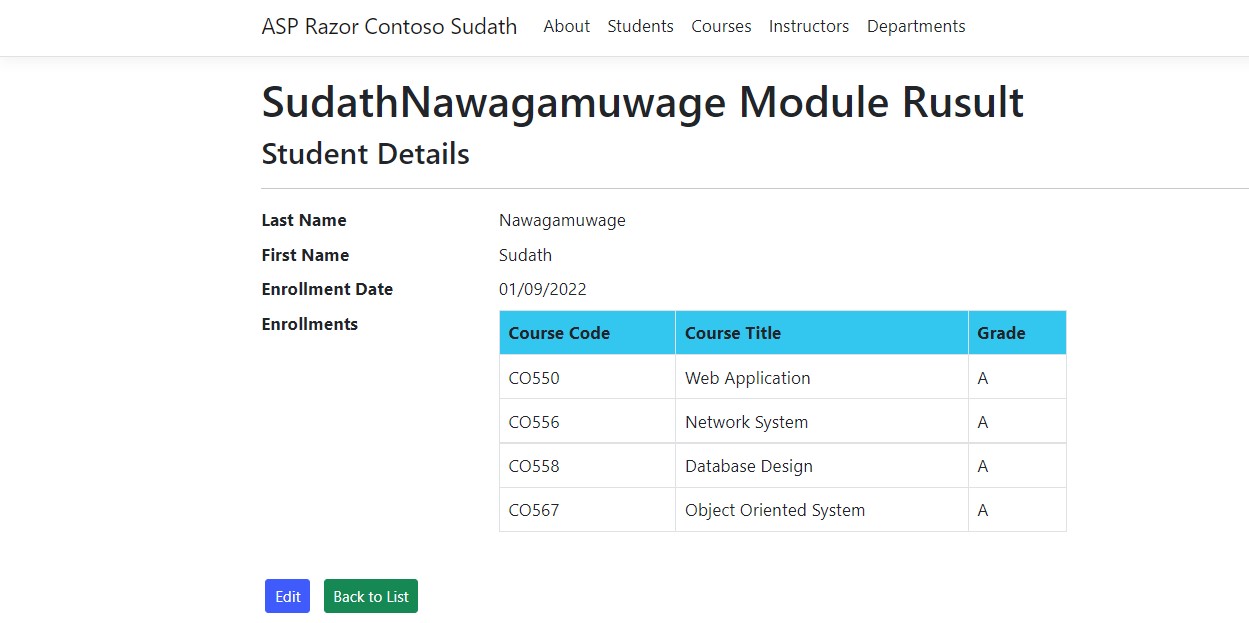 ASP Razor Contoso Sudath About Students Courses Instructors Departments
SudathNawagamuwage Module Rusult
Student Details
Last Name Nawagamuwage
First Name Sudath
Enrollment Date 01/09/2022
Enrollments
Course Code Course Title Grade
CO550 Web Application A
CO556 Network System A
CO558 Database Design A
CO567 Object Oriented System A
Edit Back to List